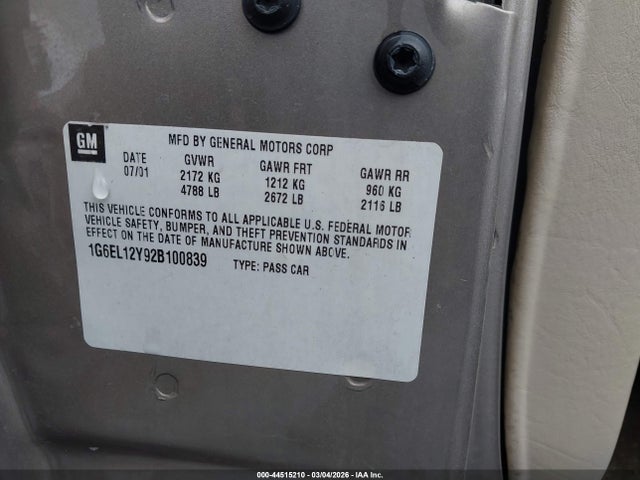 GM
MFD BY GENERAL MOTORS CORP
DATE GVWR GAWR FRT GAWR RR
07/01 2172 KG 1212 KG 960 KG
4788 LB 2672 LB 2116 LB
THIS VEHICLE CONFORMS TO ALL APPLICABLE U.S. FEDERAL MOTOR
VEHICLE SAFETY, BUMPER, AND THEFT PREVENTION STANDARDS IN
EFFECT ON THE DATE OF MANUFACTURE SHOWN ABOVE.
1G6EL12Y92B100839 TYPE: PASS CAR
000-44515210 - 03/04/2026 - IAA Inc.